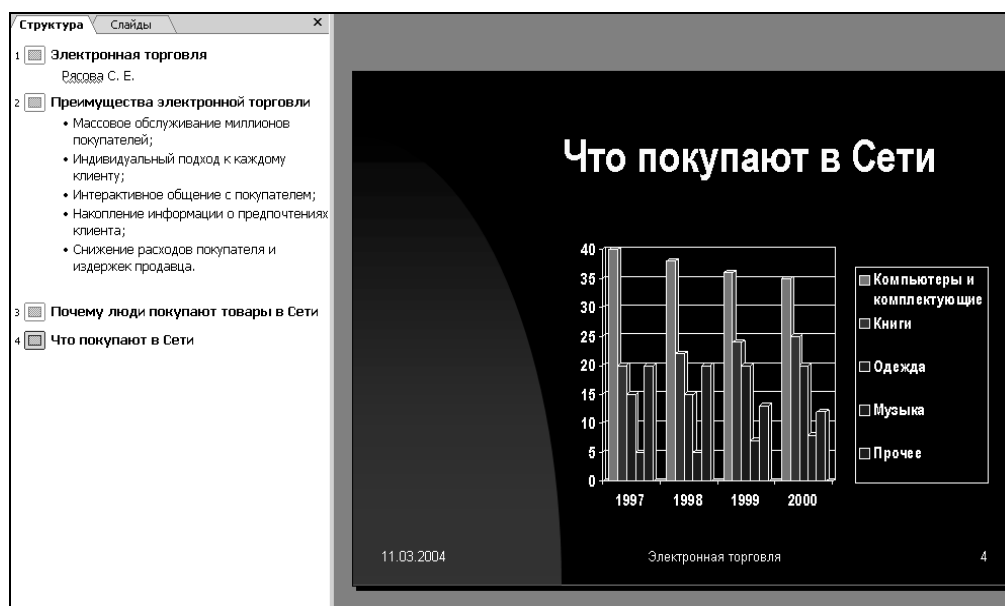 Структура
Слайды
×
1 Электронная торговля
Рясова С. Е.
2 Преимущества электронной торговли
• Массовое обслуживание миллионов
покупателей;
• Индивидуальный подход к каждому
клиенту;
• Интерактивное общение с покупателем;
• Накопление информации о предпочтениях
клиента;
• Снижение расходов покупателя и
издержек продавца.
3 Почему люди покупают товары в Сети
4 Что покупают в Сети
Что покупают в Сети
40
35
30
25
20
15
10
5
0
1997 1998 1999 2000
Компьютеры и
комплектующие
Книги
Одежда
Музыка
Прочее
11.03.2004 Электронная торговля 4